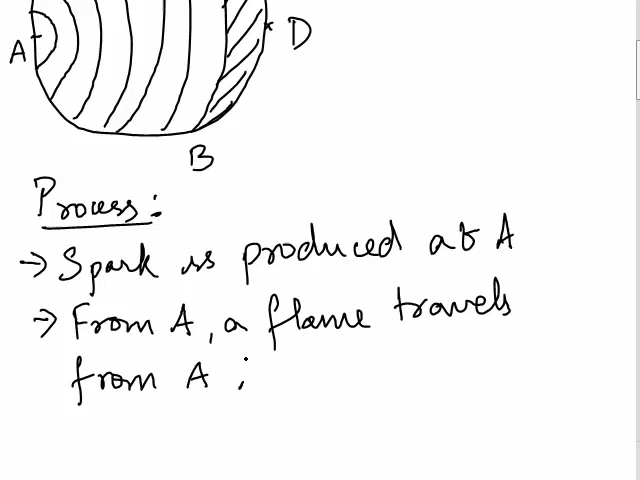 A
D
B
Process:
→ Spark is produced at A
→ From A, a flame travels
from A ;